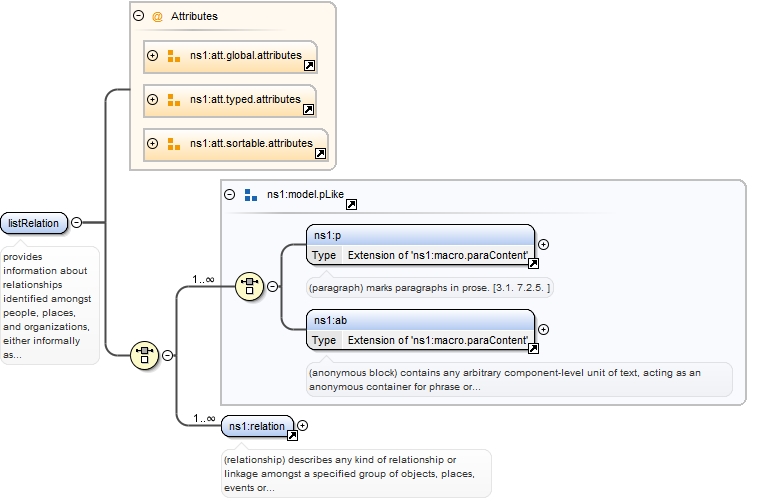 Attributes
ns1:att.global.attributes
ns1:att.typed.attributes
ns1:att.sortable.attributes
listRelation
provides
information about
relationships
identified amongst
people, places,
and organizations,
either informally
as...
ns1:model.pLike
1..∞
ns1:p
Type Extension of 'ns1:macro.paraContent'
(paragraph) marks paragraphs in prose. [3.1. 7.2.5. ]
ns1:ab
Type Extension of 'ns1:macro.paraContent'
(anonymous block) contains any arbitrary component-level unit of text, acting as an
anonymous container for phrase or...
1..∞
ns1:relation
(relationship) describes any kind of relationship or
linkage amongst a specified group of objects, places,
events or...